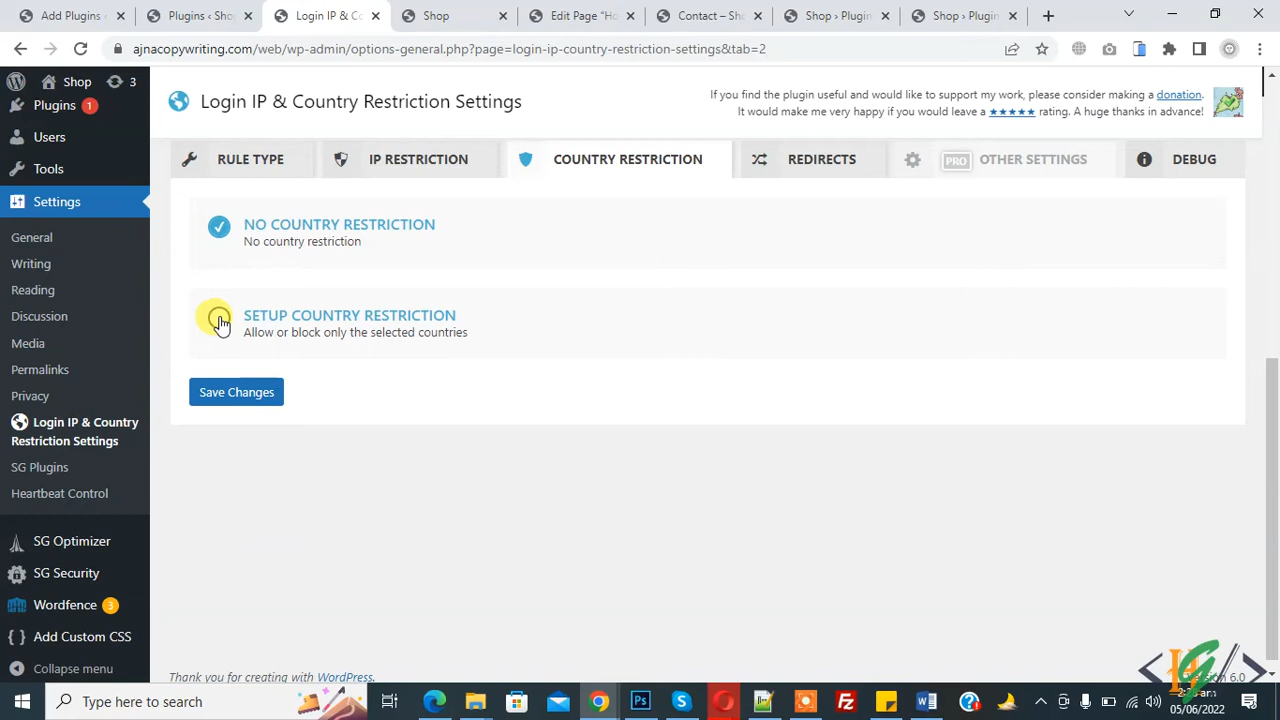 Add Plugins ‹
Plugins ‹ Shop
Login IP & Co
Shop
Edit Page "Ho
Contact – Sho
Shop › Plugin
Shop › Plugin
ajnacopywriting.com/web/wp-admin/options-general.php?page=login-ip-country-restriction-settings&tab=2
Shop
3
Plugins 1
Users
Tools
Settings
General
Writing
Reading
Discussion
Media
Permalinks
Privacy
Login IP & Country
Restriction Settings
SG Plugins
Heartbeat Control
SG Optimizer
SG Security
Wordfence 3
Add Custom CSS
Collapse menu
Login IP & Country Restriction Settings
If you find the plugin useful and would like to support my work, please consider making a donation.
It would make me very happy if you would leave a ★★★★★ rating. A huge thanks in advance!
RULE TYPE
IP RESTRICTION
COUNTRY RESTRICTION
REDIRECTS
PRO OTHER SETTINGS
DEBUG
NO COUNTRY RESTRICTION
No country restriction
SETUP COUNTRY RESTRICTION
Allow or block only the selected countries
Save Changes
Thank you for creating with WordPress.
6.0
Type here to search
05/06/2022